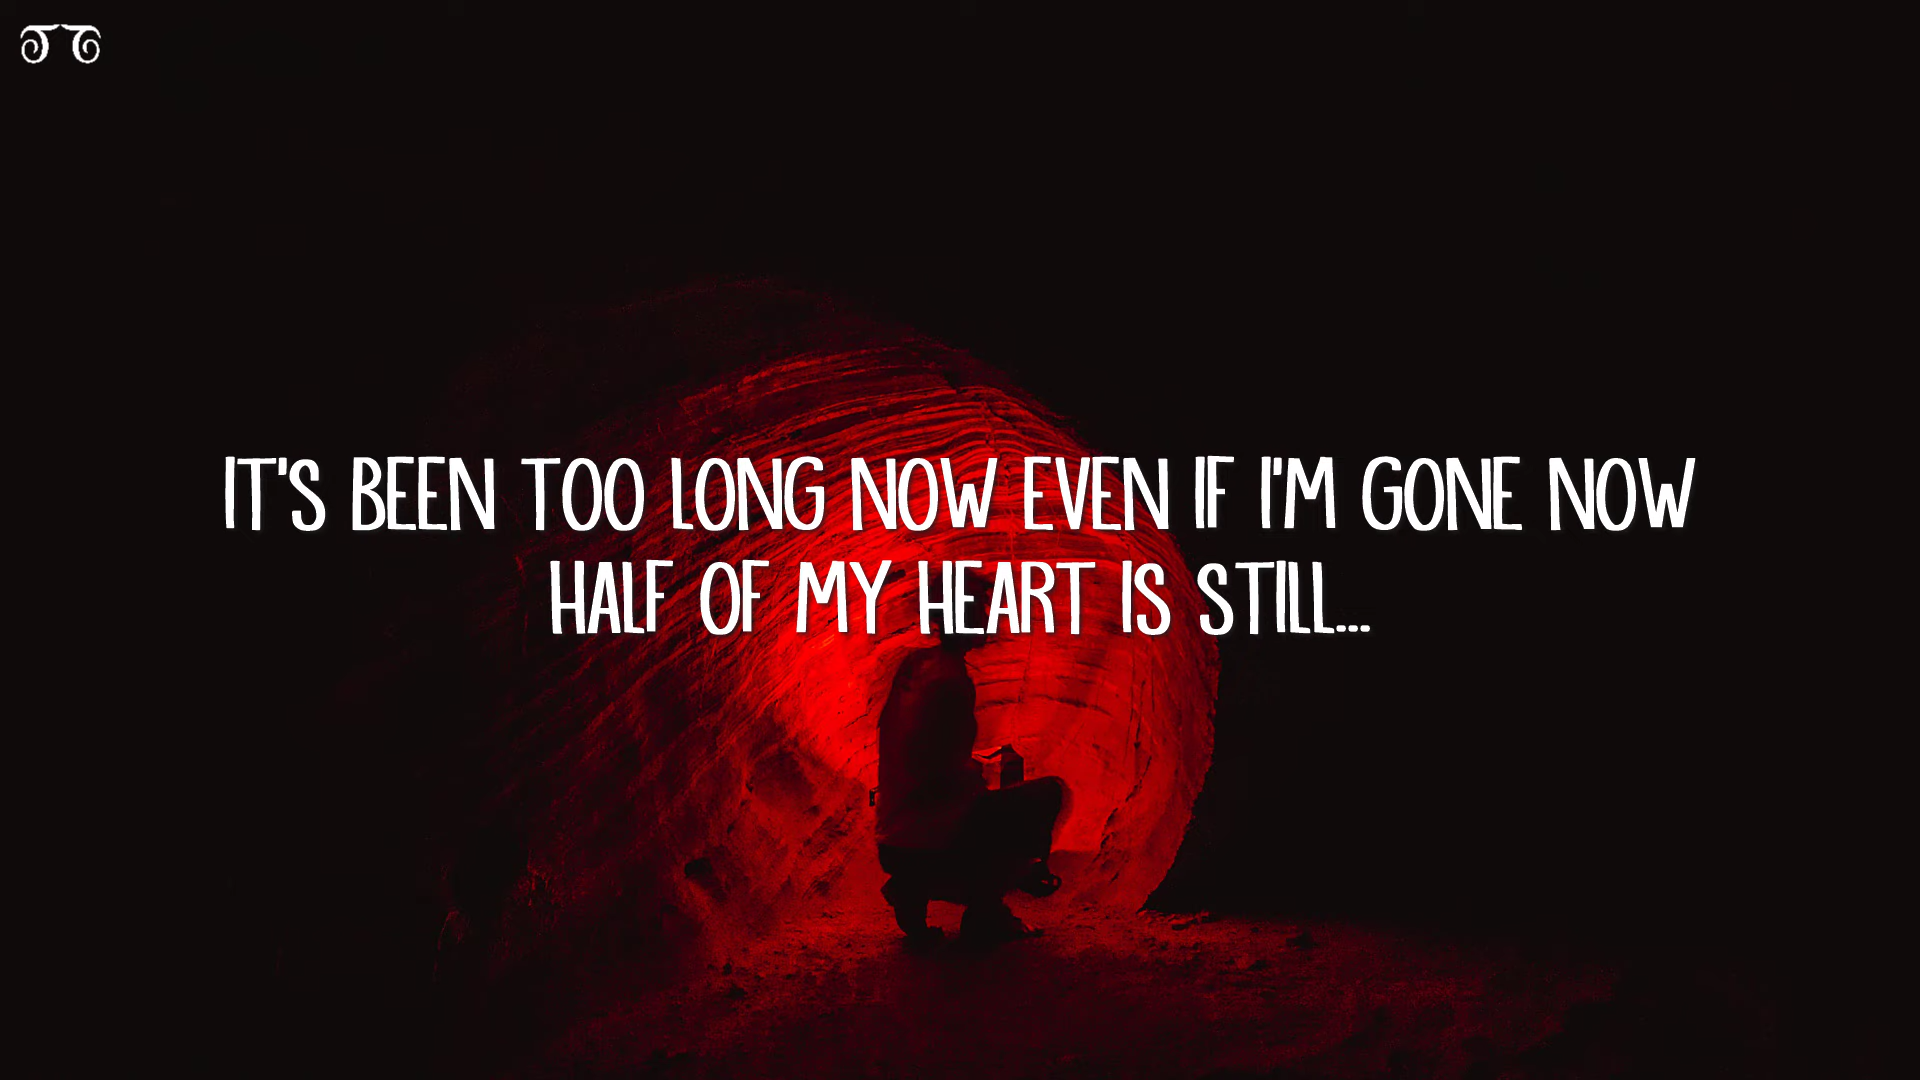 IT'S BEEN TOO LONG NOW EVEN IF I'M GONE NOW
HALF OF MY HEART IS STILL...